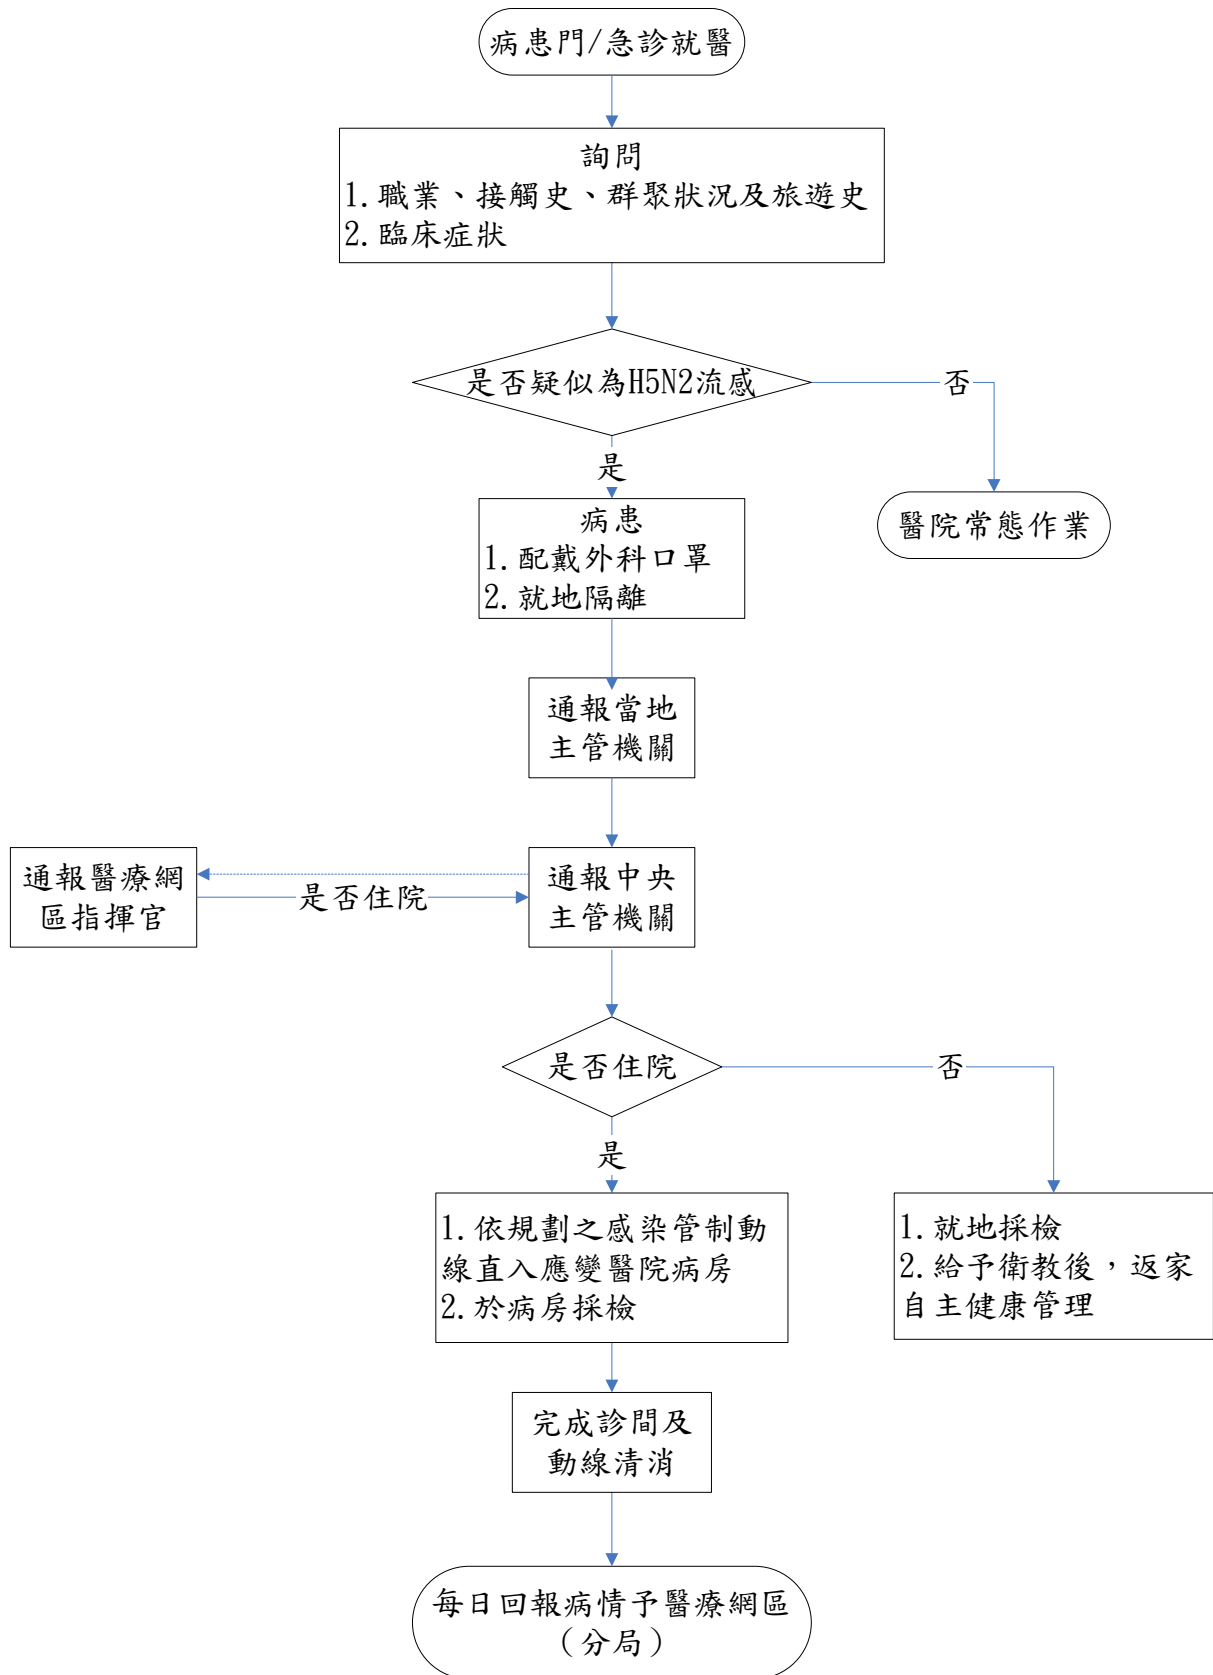 病患門/急診就醫
詢問
1.職業、接觸史、群聚狀況及旅遊史
2.臨床症狀
是否疑似為H5N2流感
否
是
醫院常態作業
病患
1.配戴外科口罩
2.就地隔離
通報當地
主管機關
通報醫療網
區指揮官
是否住院
通報中央
主管機關
是否住院
否
是
1.依規劃之感染管制動
線直入應變醫院病房
2.於病房採檢
1.就地採檢
2.給予衛教後，返家
自主健康管理
完成診間及
動線清消
每日回報病情予醫療網區
（分局）